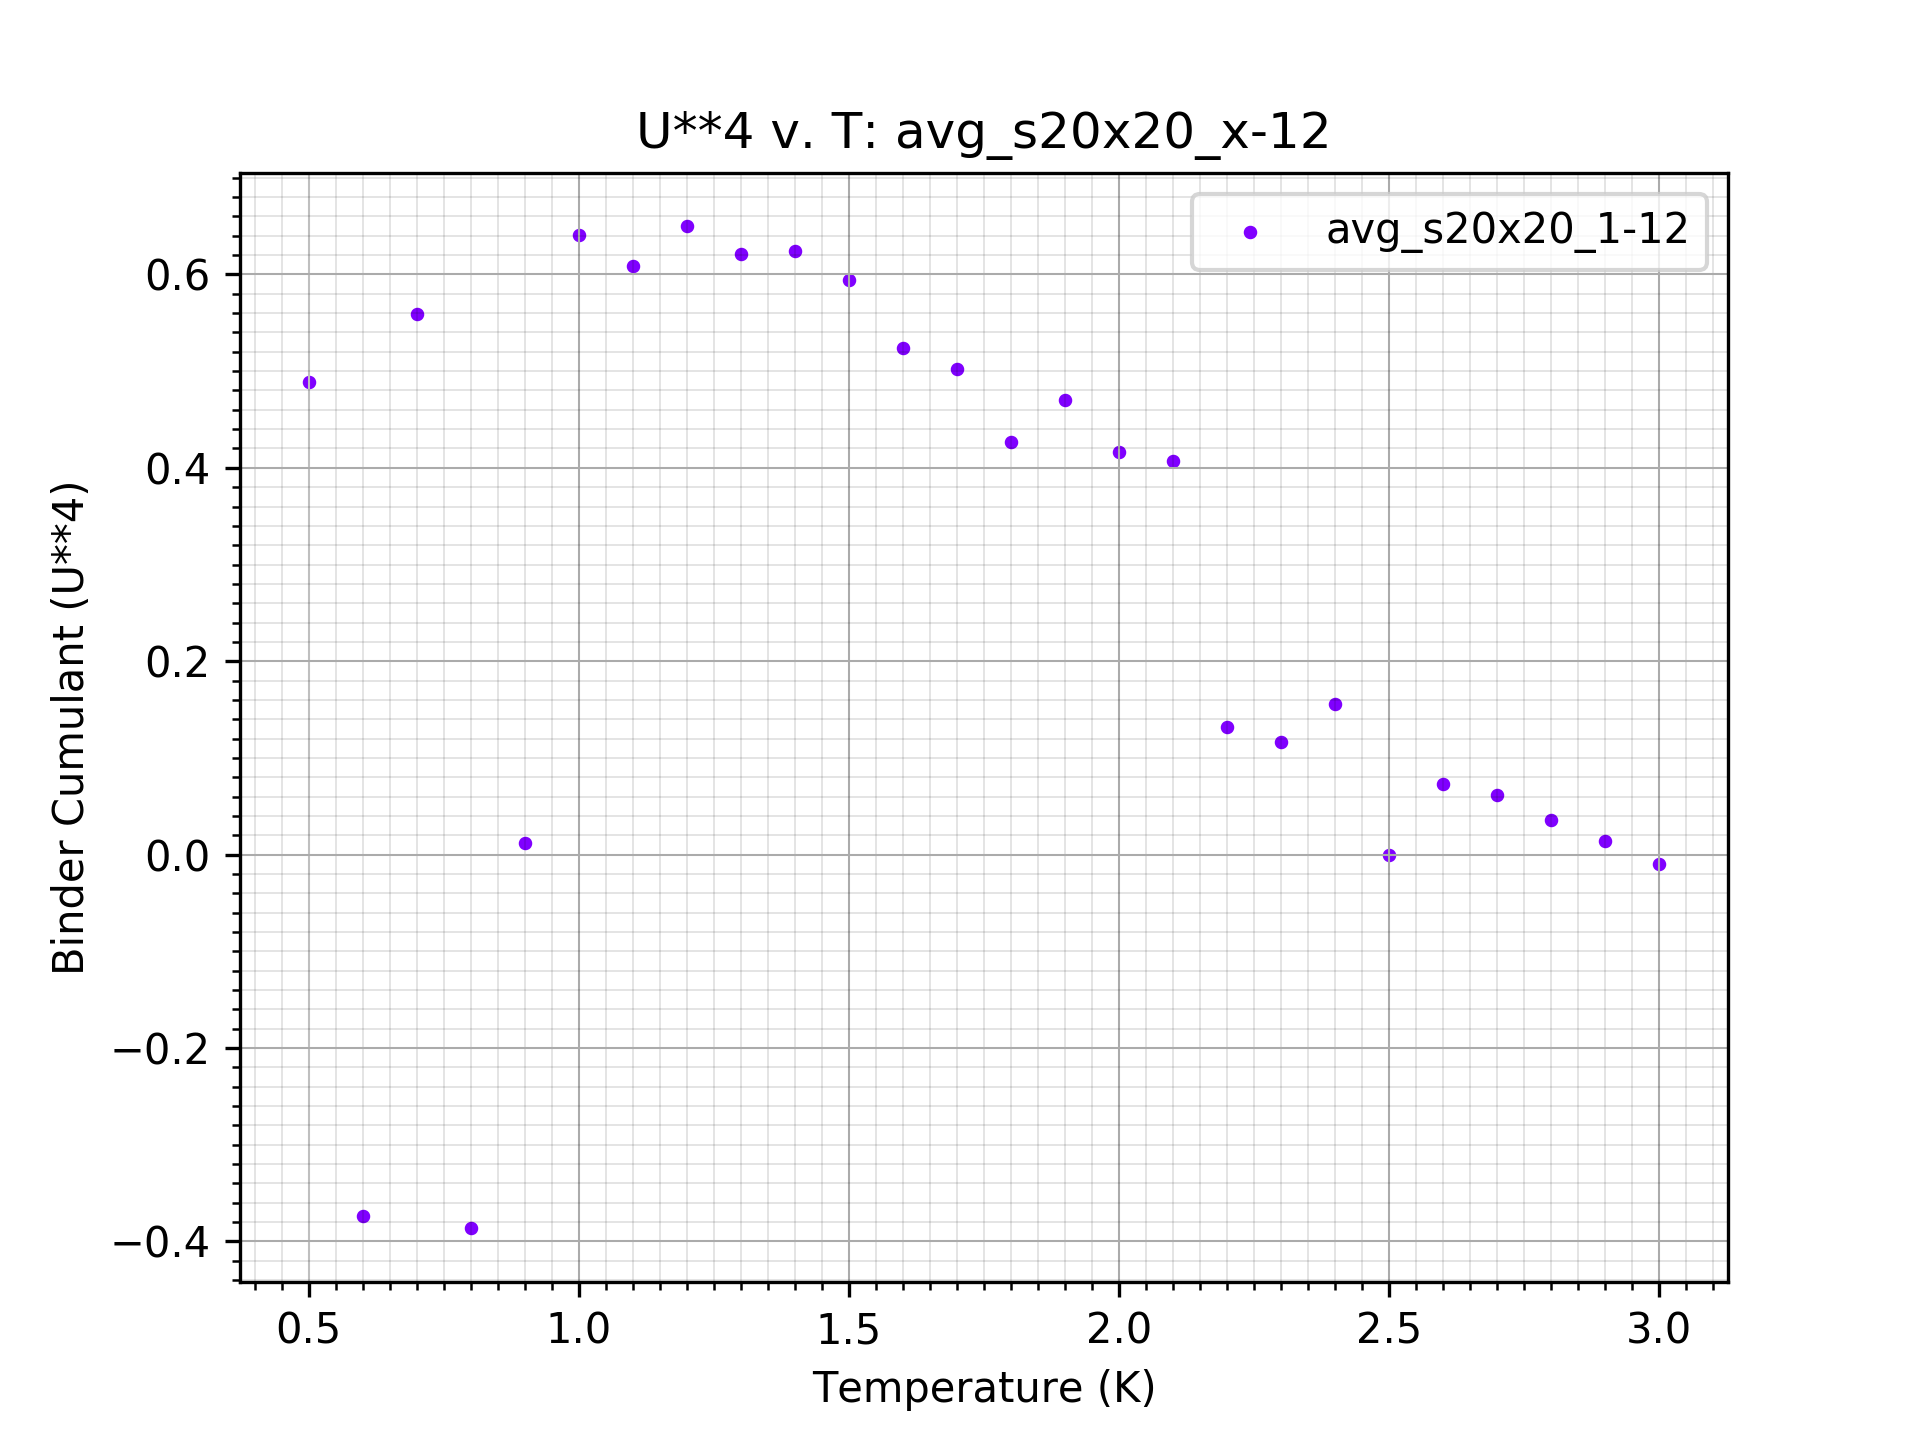 U**4 v. T: avg_s20x20_x-12
avg_s20x20_1-12
Binder Cumulant (U**4)
0.6
0.4
0.2
0.0
−0.2
−0.4
0.5 1.0 1.5 2.0 2.5 3.0
Temperature (K)